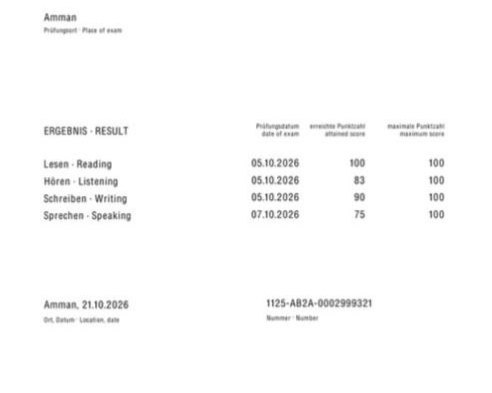 Amman
Prüfungsort · Place of exam
ERGEBNIS · RESULT
Prüfungsdatum erreichte Punktzahl maximale Punktzahl
date of exam attained score maximum score
Lesen · Reading 05.10.2026 100 100
Hören · Listening 05.10.2026 83 100
Schreiben · Writing 05.10.2026 90 100
Sprechen · Speaking 07.10.2026 75 100
Amman, 21.10.2026 1125-AB2A-0002999321
Ort, Datum · Location, date Nummer · Number